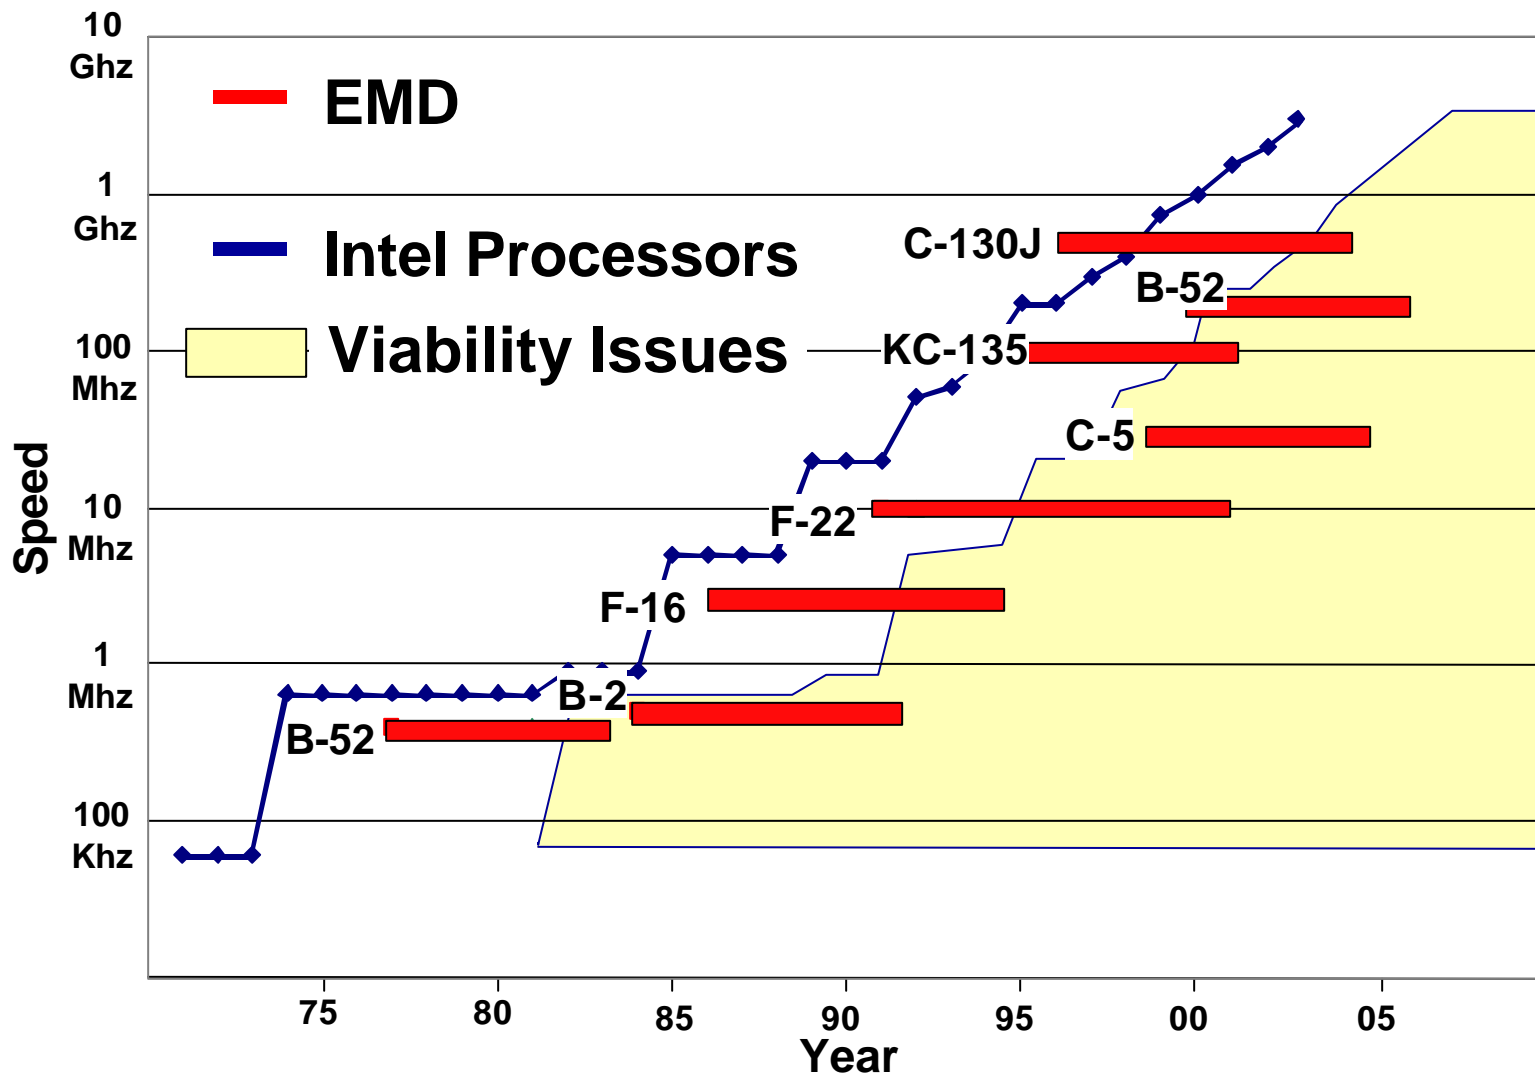 10
Ghz
1
Ghz
100
Mhz
10
Mhz
1
Mhz
100
Khz
Speed
EMD
Intel Processors
Viability Issues
C-130J
B-52
KC-135
C-5
F-22
F-16
B-2
B-52
75
80
85
90
95
00
05
Year